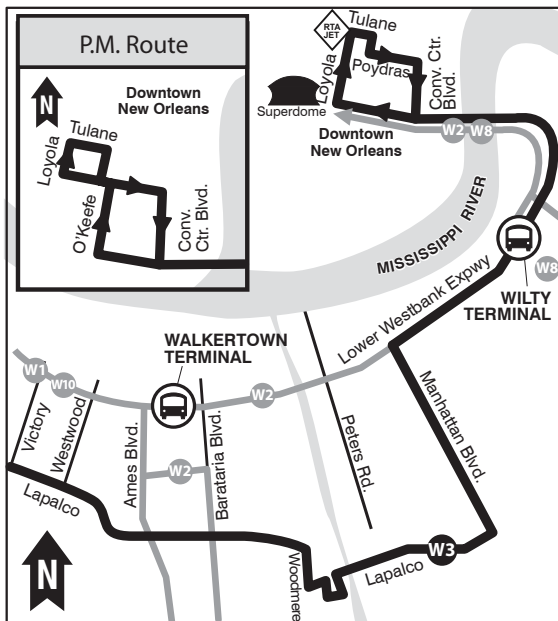 P.M. Route
N
Downtown
New Orleans
Tulane
Loyola
O'Keefe
Conv.
Ctr. Blvd.
RTA
JET
Tulane
Loyola
Poydras
Conv. Ctr.
Blvd.
Superdome
Downtown
New Orleans
W2
W8
MISSISSIPPI RIVER
W8
WILTY
TERMINAL
Lower Westbank Expwy
WALKERTOWN
TERMINAL
W1
W10
W2
Victory
Westwood
Ames Blvd.
W2
Barataria Blvd.
Peters Rd.
Manhattan Blvd.
Lapalco
Woodmere
Lapalco
W3
N